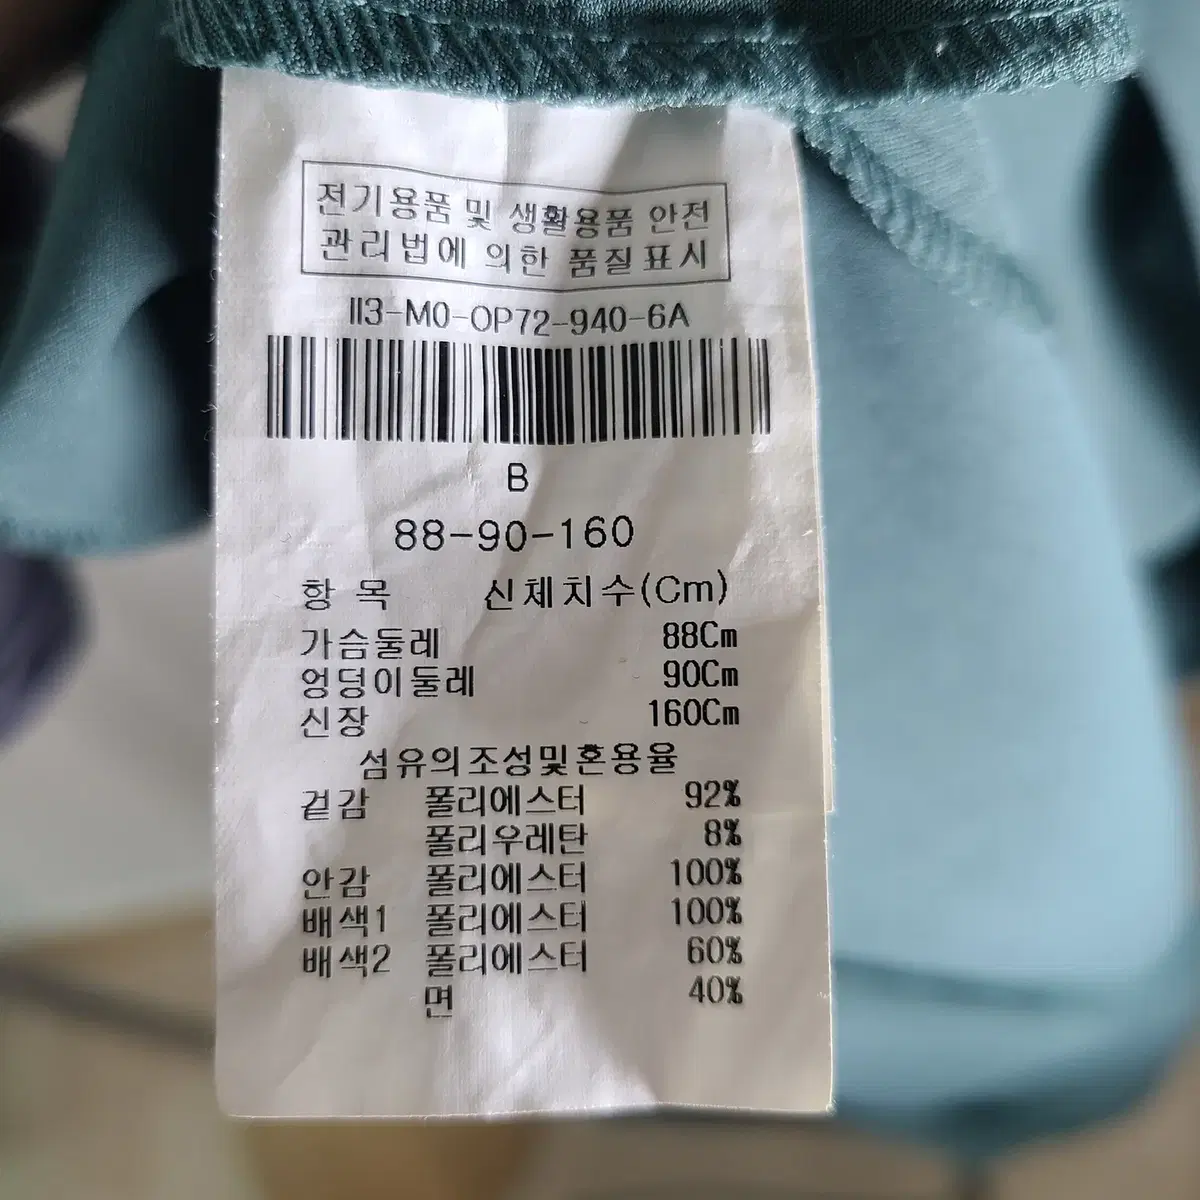 전기용품 및 생활용품 안전
관리법에 의한 품질표시
II3-M0-OP72-940-6A
B
88-90-160
항 목 신체치수(Cm)
가슴둘레 88Cm
엉덩이둘레 90Cm
신장 160Cm
섬유의조성및혼용율
겉감 폴리에스터 92%
폴리우레탄 8%
안감 폴리에스터 100%
배색1 폴리에스터 100%
배색2 폴리에스터 60%
면 40%